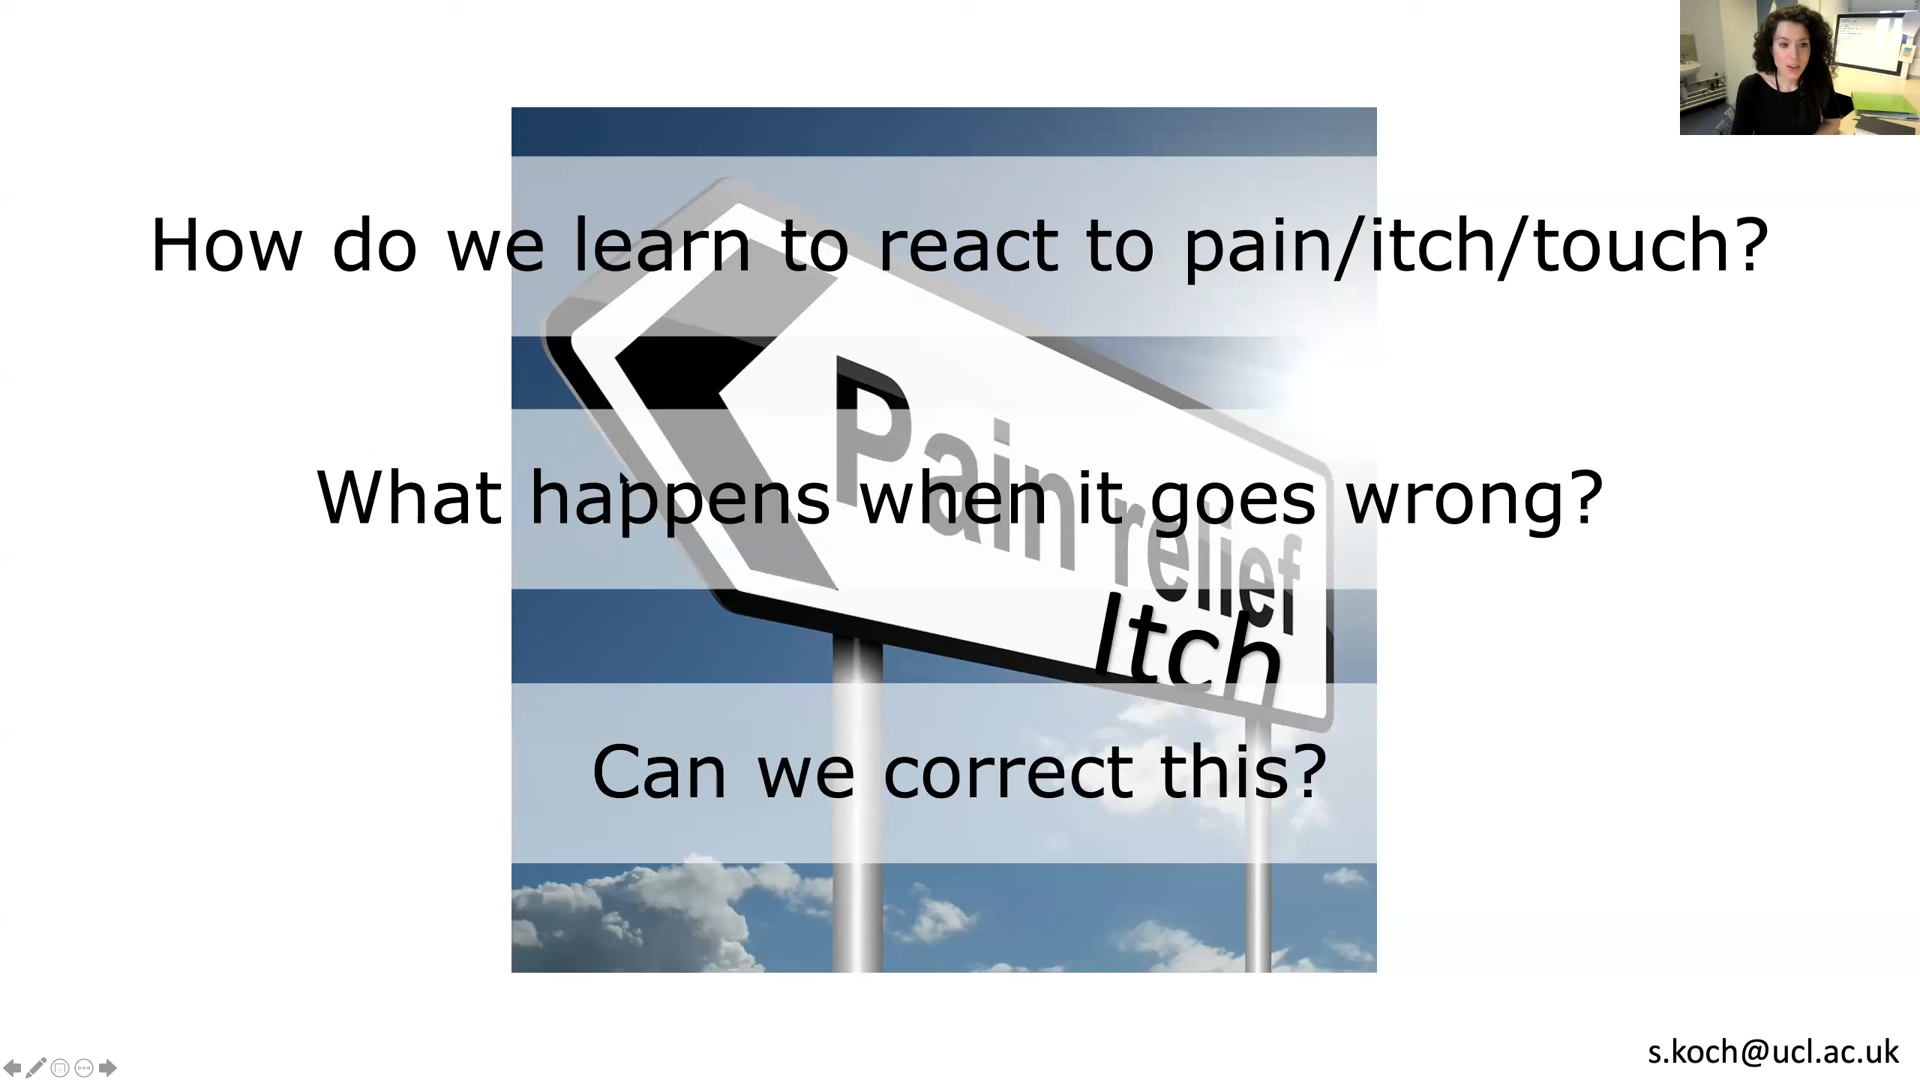 How do we learn to react to pain/itch/touch?
What happens when it goes wrong?
Pain relief
Itch
Can we correct this?
s.koch@ucl.ac.uk